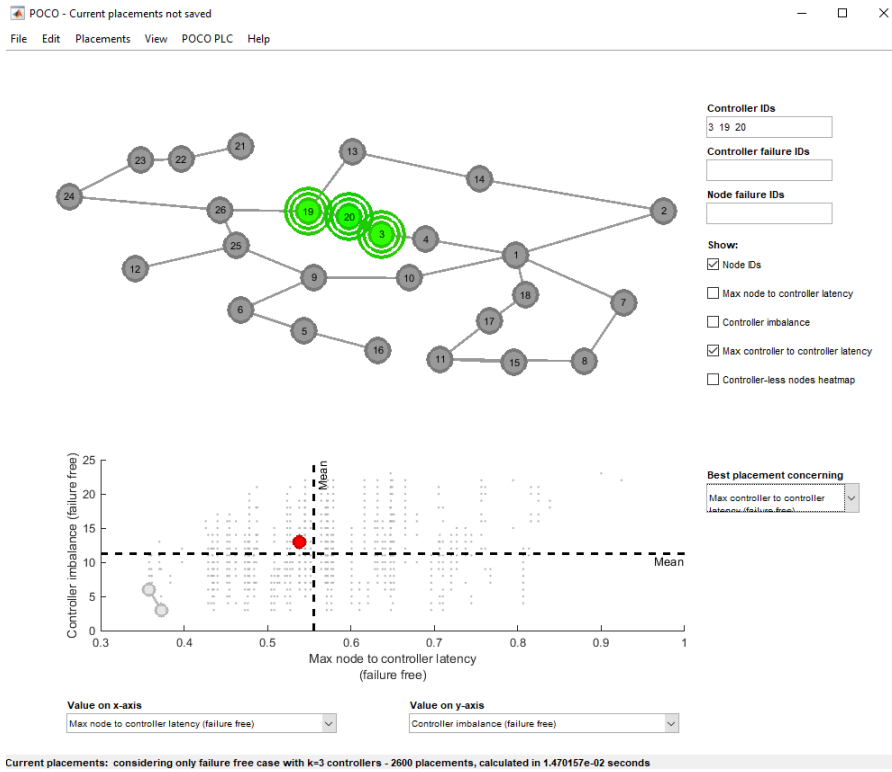 POCO - Current placements not saved
File Edit Placements View POCO PLC Help
Controller IDs
3 19 20
Controller failure IDs
Node failure IDs
Show:
Node IDs
Max node to controller latency
Controller imbalance
Max controller to controller latency
Controller-less nodes heatmap
21
23
22
13
14
24
26
19
20
3
4
2
25
1
12
9
10
18
7
6
17
5
16
11
15
8
Best placement concerning
Max controller to controller
latency (failure free)
Controller imbalance (failure free)
25
20
15
10
5
0
Mean
Mean
0.3 0.4 0.5 0.6 0.7 0.8 0.9 1
Max node to controller latency
(failure free)
Value on x-axis
Max node to controller latency (failure free)
Value on y-axis
Controller imbalance (failure free)
Current placements: considering only failure free case with k=3 controllers - 2600 placements, calculated in 1.470157e-02 seconds